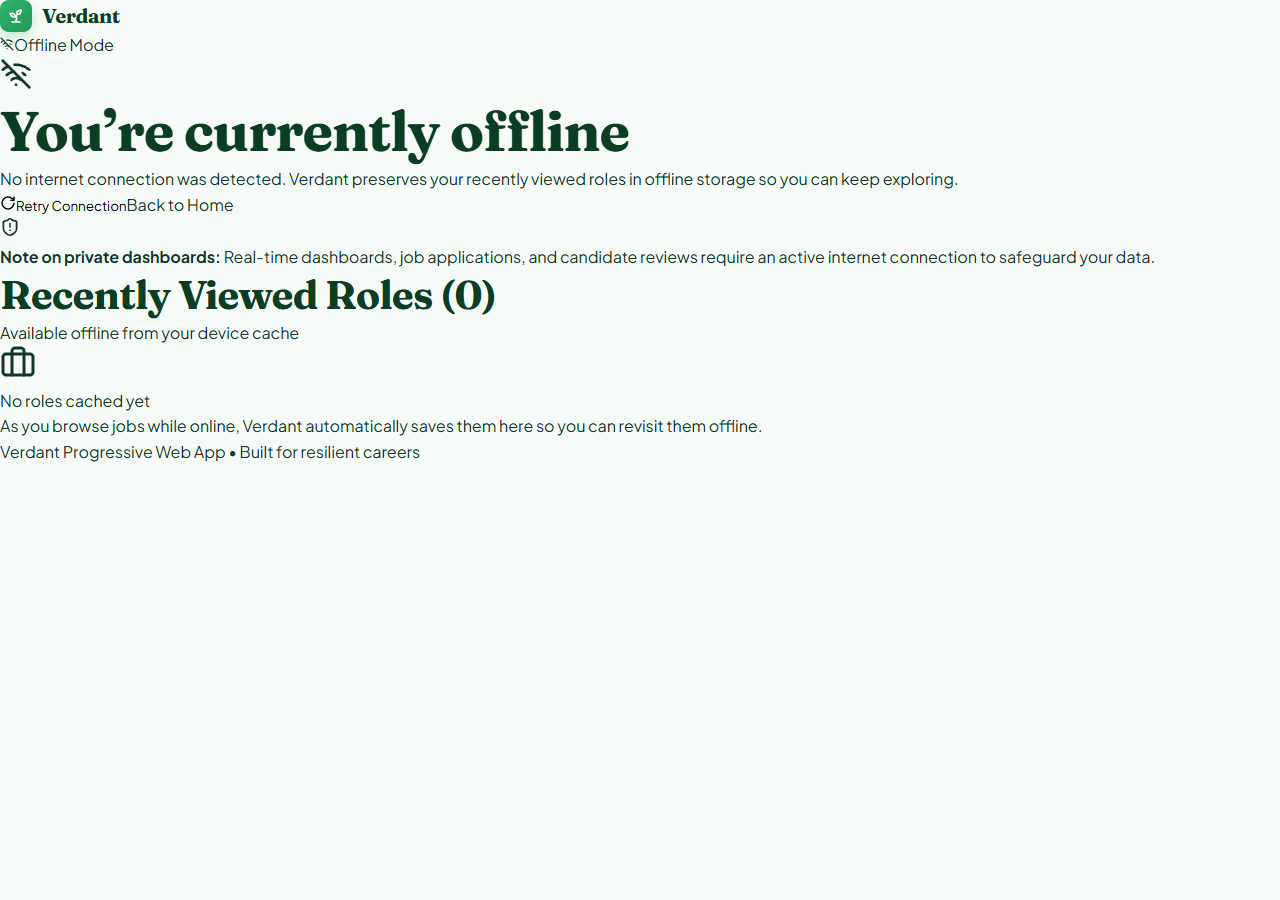 Verdant
Offline Mode
You’re currently offline
No internet connection was detected. Verdant preserves your recently viewed roles in offline storage so you can keep exploring.
Retry ConnectionBack to Home
Note on private dashboards: Real-time dashboards, job applications, and candidate reviews require an active internet connection to safeguard your data.
Recently Viewed Roles (0)
Available offline from your device cache
No roles cached yet
As you browse jobs while online, Verdant automatically saves them here so you can revisit them offline.
Verdant Progressive Web App • Built for resilient careers